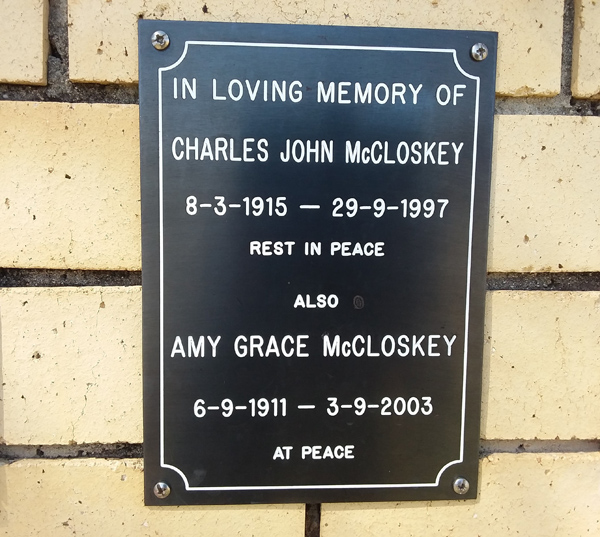 IN LOVING MEMORY OF
CHARLES JOHN McCLOSKEY
8-3-1915 — 29-9-1997
REST IN PEACE
ALSO
AMY GRACE McCLOSKEY
6-9-1911 — 3-9-2003
AT PEACE